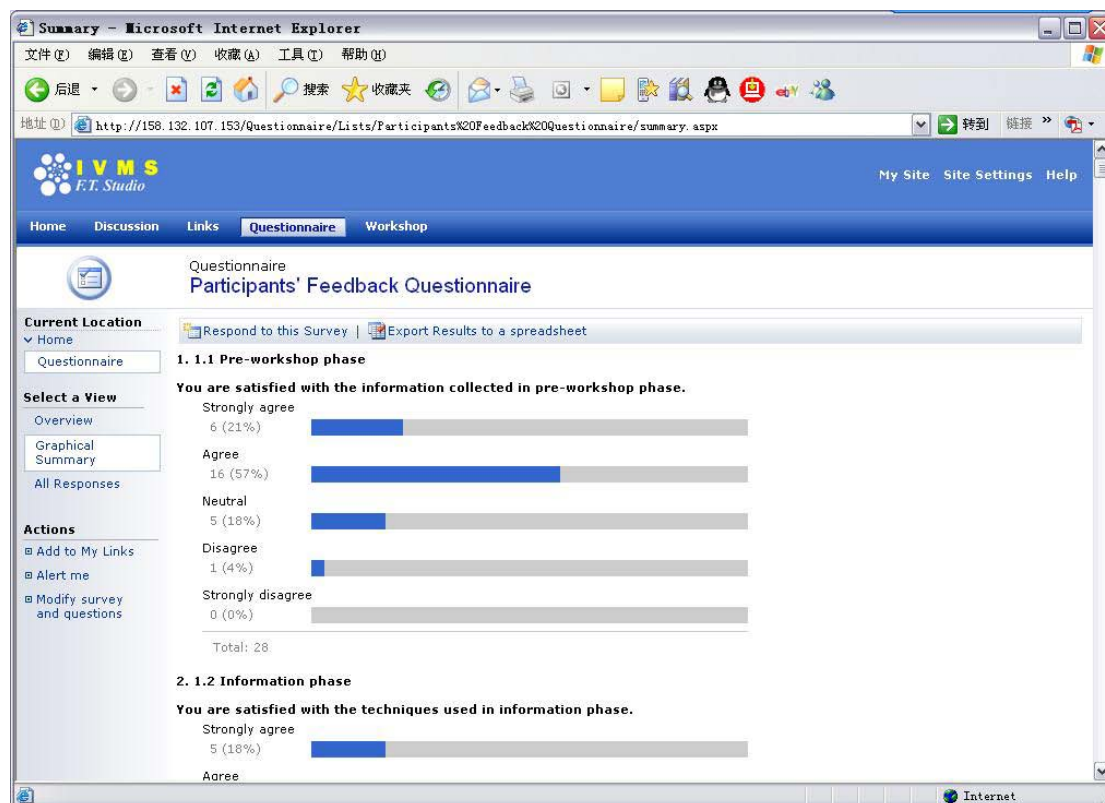 Summary - Microsoft Internet Explorer
文件(F) 编辑(E) 查看(V) 收藏(A) 工具(T) 帮助(H)
后退 搜索 收藏夹
地址(D) http://158.132.107.153/Questionnaire/Lists/Participants%20Feedback%20Questionnaire/summary.aspx 转到 链接 »
IVMS
F.T. Studio
My Site Site Settings Help
Home Discussion Links Questionnaire Workshop
Questionnaire
Participants' Feedback Questionnaire
Current Location
Home
Questionnaire
Select a View
Overview
Graphical
Summary
All Responses
Actions
Add to My Links
Alert me
Modify survey
and questions
Respond to this Survey | Export Results to a spreadsheet
1. 1.1 Pre-workshop phase
You are satisfied with the information collected in pre-workshop phase.
Strongly agree
6 (21%)
Agree
16 (57%)
Neutral
5 (18%)
Disagree
1 (4%)
Strongly disagree
0 (0%)
Total: 28
2. 1.2 Information phase
You are satisfied with the techniques used in information phase.
Strongly agree
5 (18%)
Agree
Internet